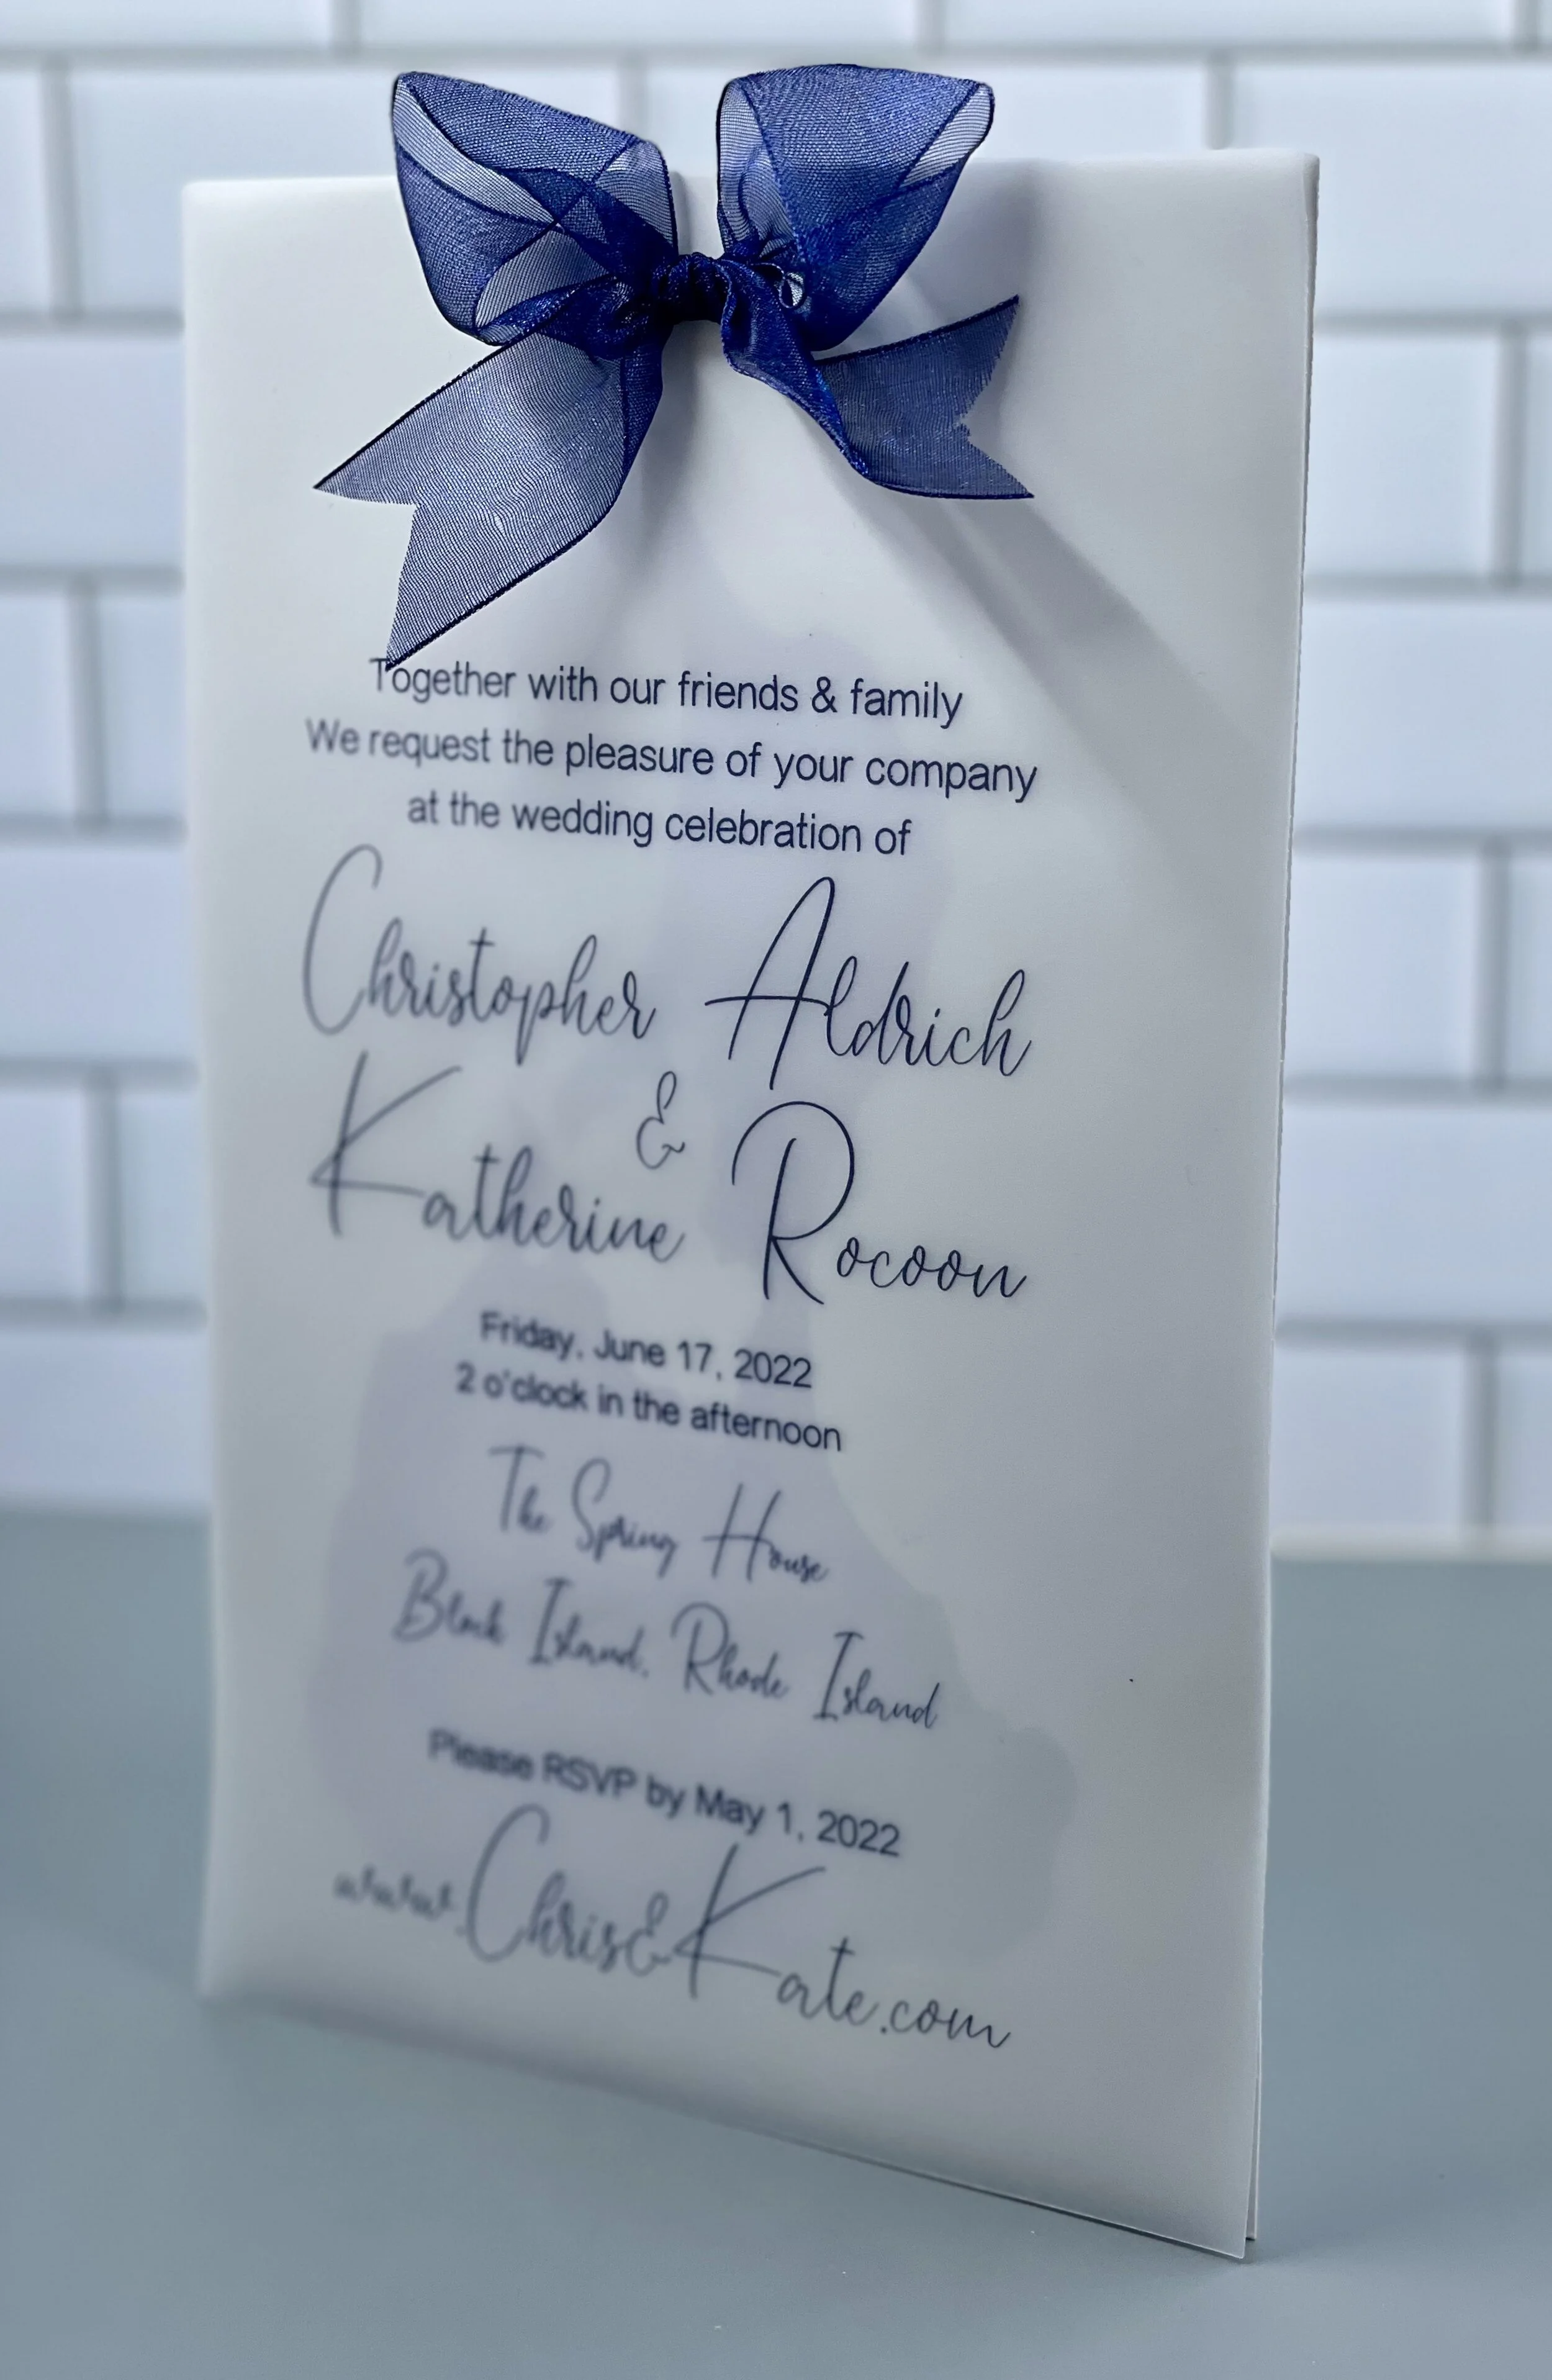 Together with our friends & family
We request the pleasure of your company
at the wedding celebration of
Christopher Aldrich
&
Katherine Rocoon
Friday, June 17, 2022
2 o'clock in the afternoon
The Spring House
Block Island, Rhode Island
Please RSVP by May 1, 2022
www.Chris&Kate.com